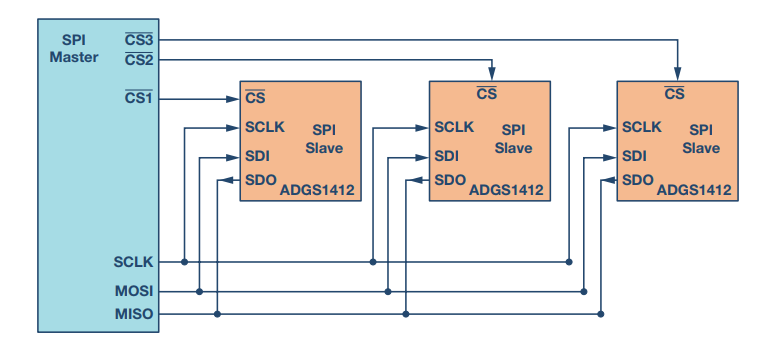 SPI
Master
CS3
CS2
CS1
SCLK
MOSI
MISO
CS
SCLK
SDI
SDO
SPI
Slave
ADGS1412
CS
SCLK
SDI
SDO
SPI
Slave
ADGS1412
CS
SCLK
SDI
SDO
SPI
Slave
ADGS1412